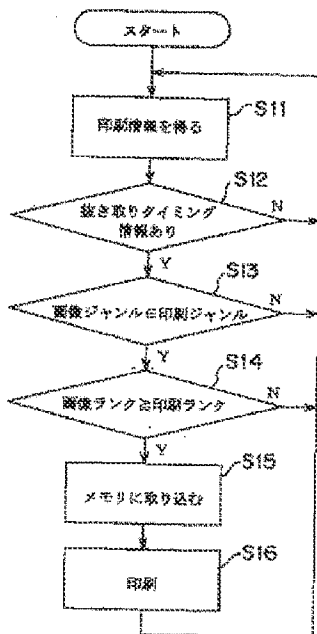 スタート
S11
印刷情報を得る
S12
抜き取りタイミング
情報あり
N
Y
S13
画像ジャンル∈印刷ジャンル
N
Y
S14
画像ランク≧印刷ランク
N
Y
S15
メモリに取り込む
S16
印刷